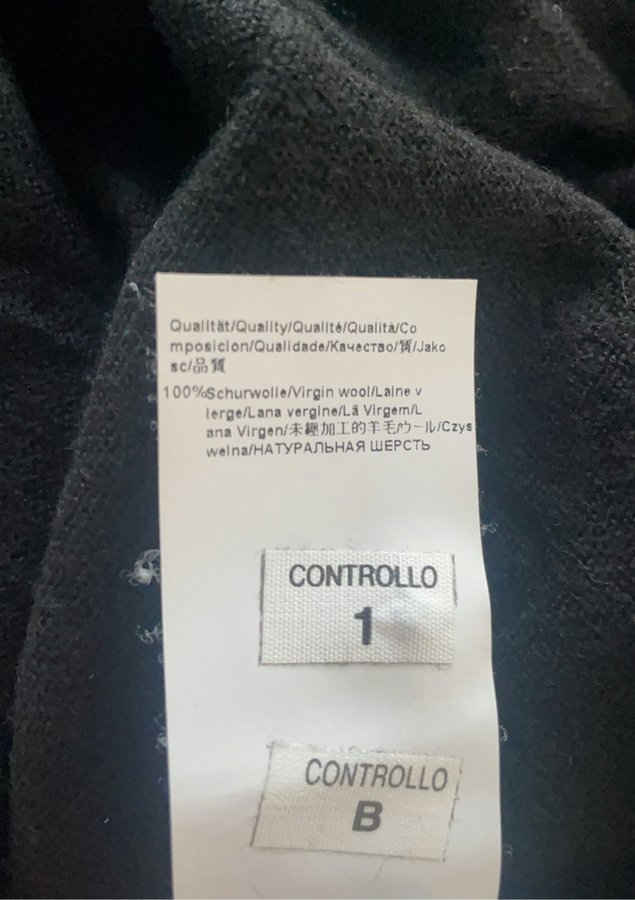 Qualität/Quality/Qualité/Qualità/Co
mposicion/Qualidade/Качество/質/Jako
sc/品質
100%Schurwolle/Virgin wool/Laine v
ierge/Lana vergine/Lã Virgem/L
ana Virgen/未經加工的羊毛/ウール/Czys
welna/НАТУРАЛЬНАЯ ШЕРСТЬ
CONTROLLO
1
CONTROLLO
B